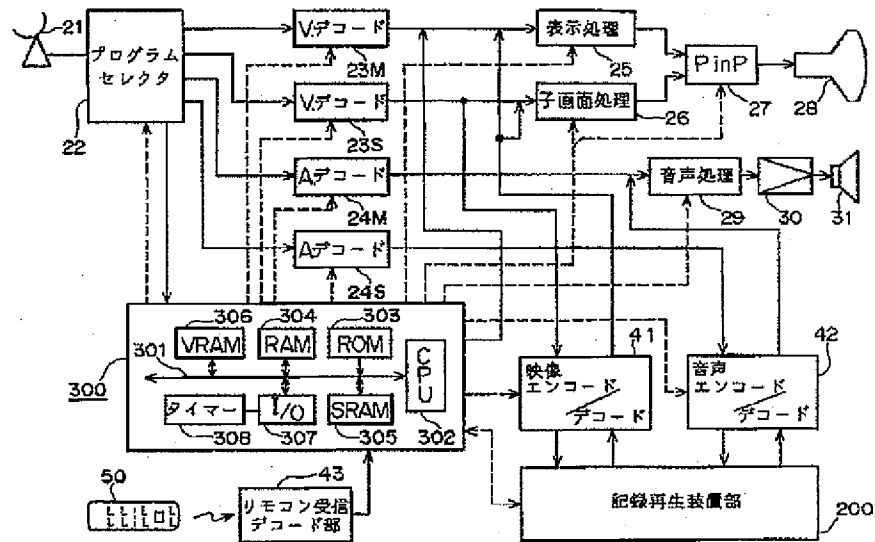 21
プログラム
セレクタ
22
V.デコード
23M
V.デコード
23S
A.デコード
24M
Aデコード
24S
表示処理
25
子画面処理
26
PinP
27
28
音声処理
29
30
31
300
301
306
VRAM
304
RAM
303
ROM
CPU
302
タイマー
308
I/O
307
SRAM
305
41
映像
エンコード
デコード
42
音声
エンコード
デコード
43
リモコン受信
デコード部
50
記録再生装置部
200